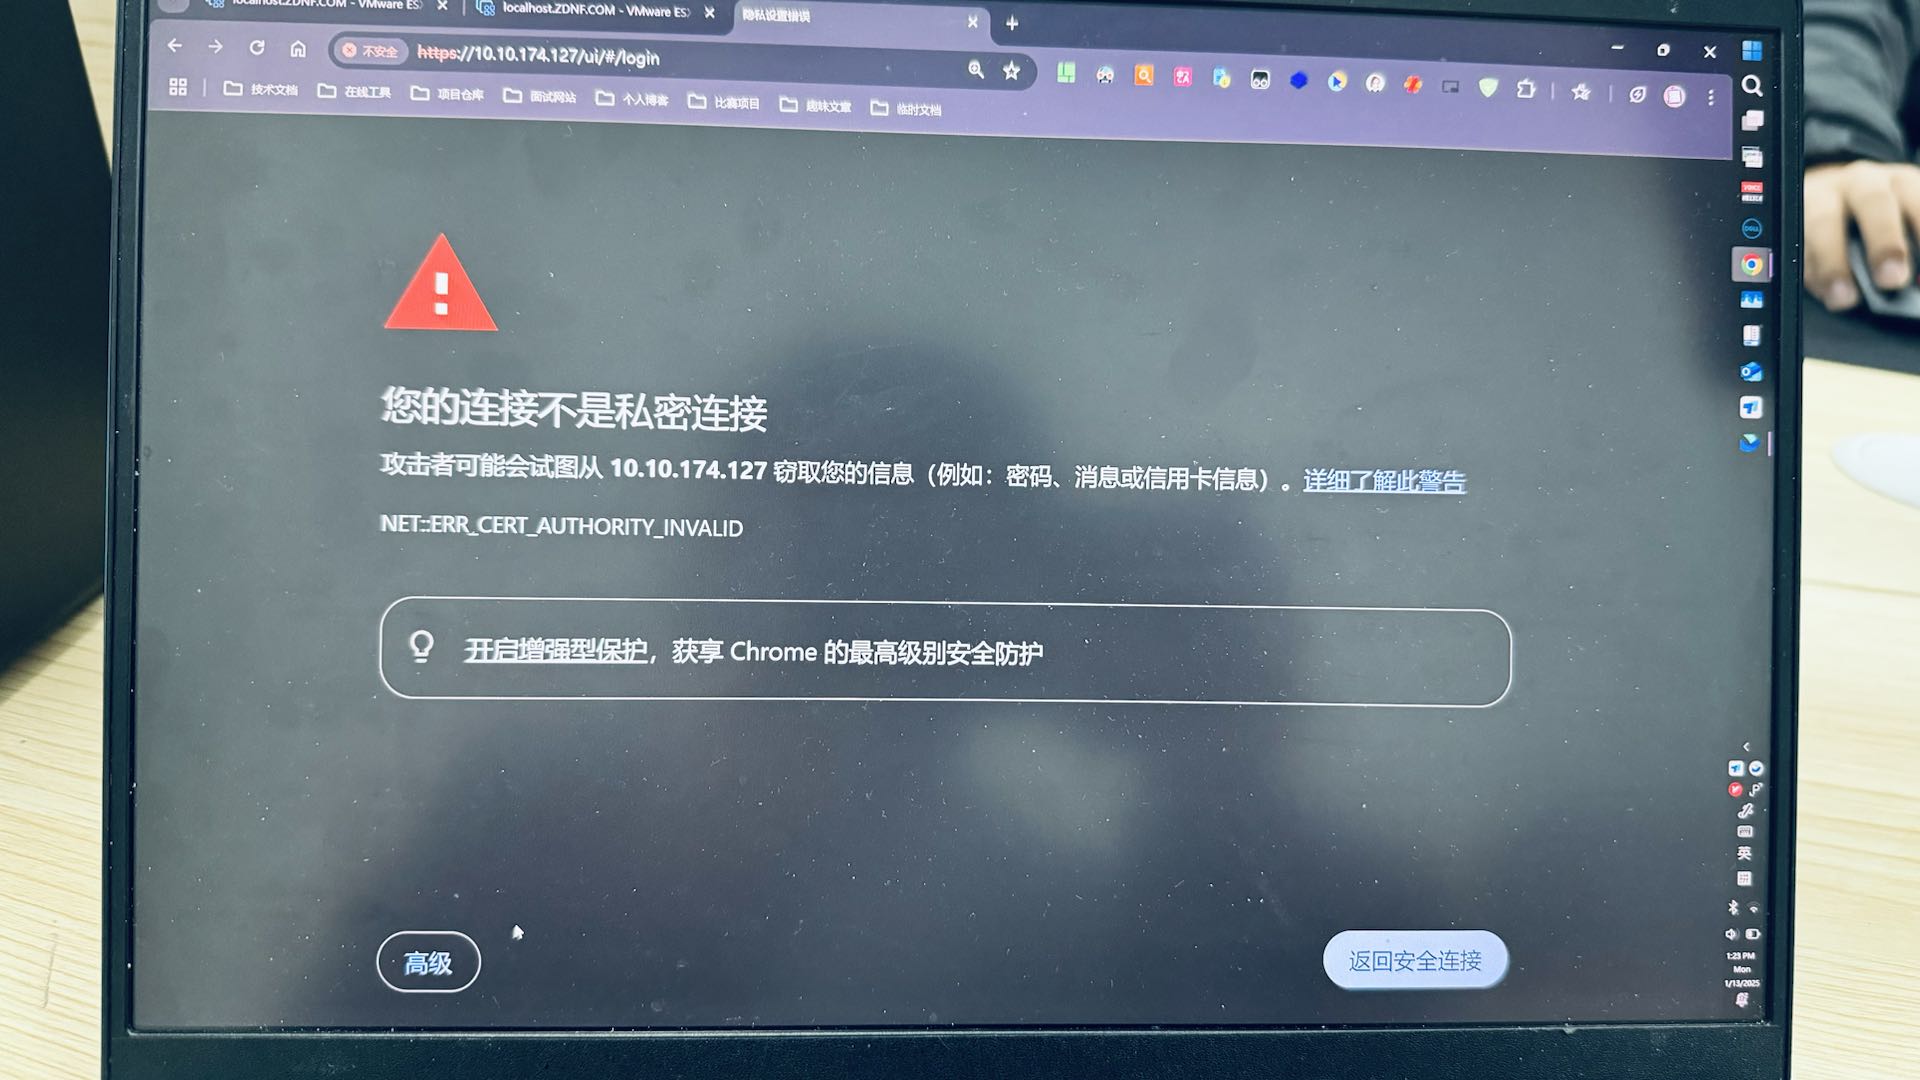 localhost.ZDNF.COM - VMware ES
localhost.ZDNF.COM - VMware ES
隐私设置错误
不安全 https://10.10.174.127/ui/#/login
技术文档 在线工具 项目仓库 面试网站 个人博客 比赛项目 趣味文章 临时文档
您的连接不是私密连接
攻击者可能会试图从 10.10.174.127 窃取您的信息（例如：密码、消息或信用卡信息）。详细了解此警告
NET::ERR_CERT_AUTHORITY_INVALID
开启增强型保护，获享 Chrome 的最高级别安全防护
高级
返回安全连接
VOICE
DELL
英
拼
1:23 PM
Mon
1/13/2025